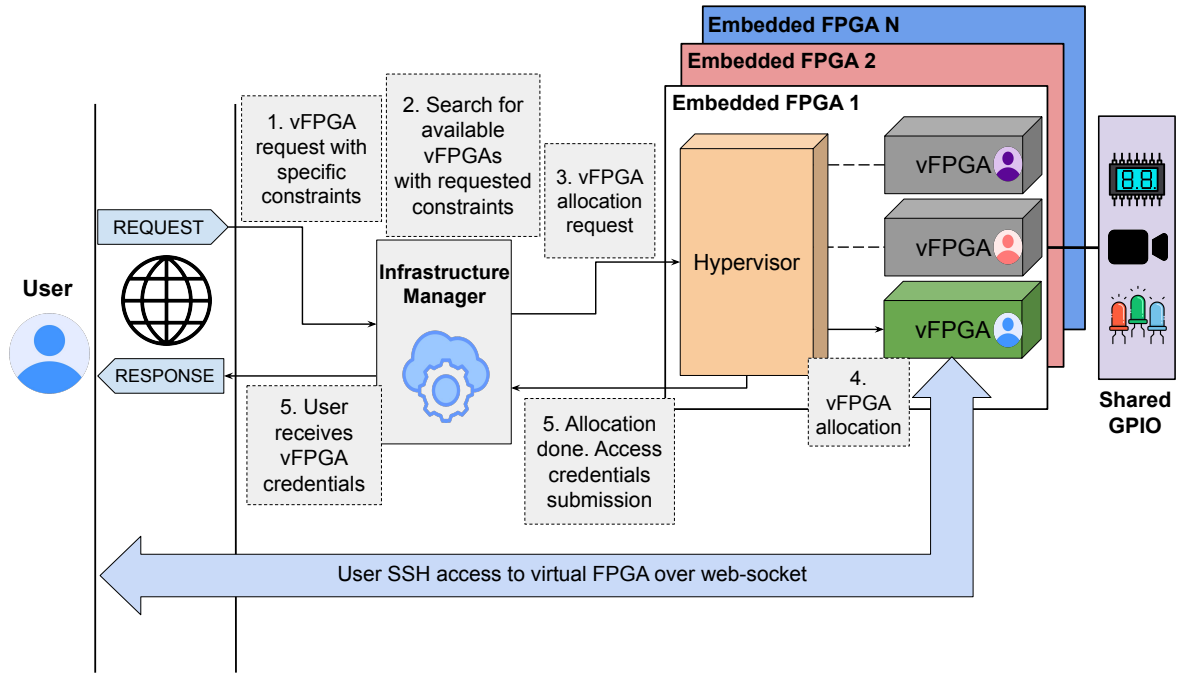 Embedded FPGA N
Embedded FPGA 2
Embedded FPGA 1
1. vFPGA
request with
specific
constraints
2. Search for
available
vFPGAs
with requested
constraints
3. vFPGA
allocation
request
vFPGA
vFPGA
vFPGA
Hypervisor
REQUEST
Infrastructure
Manager
User
RESPONSE
4.
vFPGA
allocation
Shared
GPIO
5. User
receives
vFPGA
credentials
5. Allocation
done. Access
credentials
submission
User SSH access to virtual FPGA over web-socket
8.8.